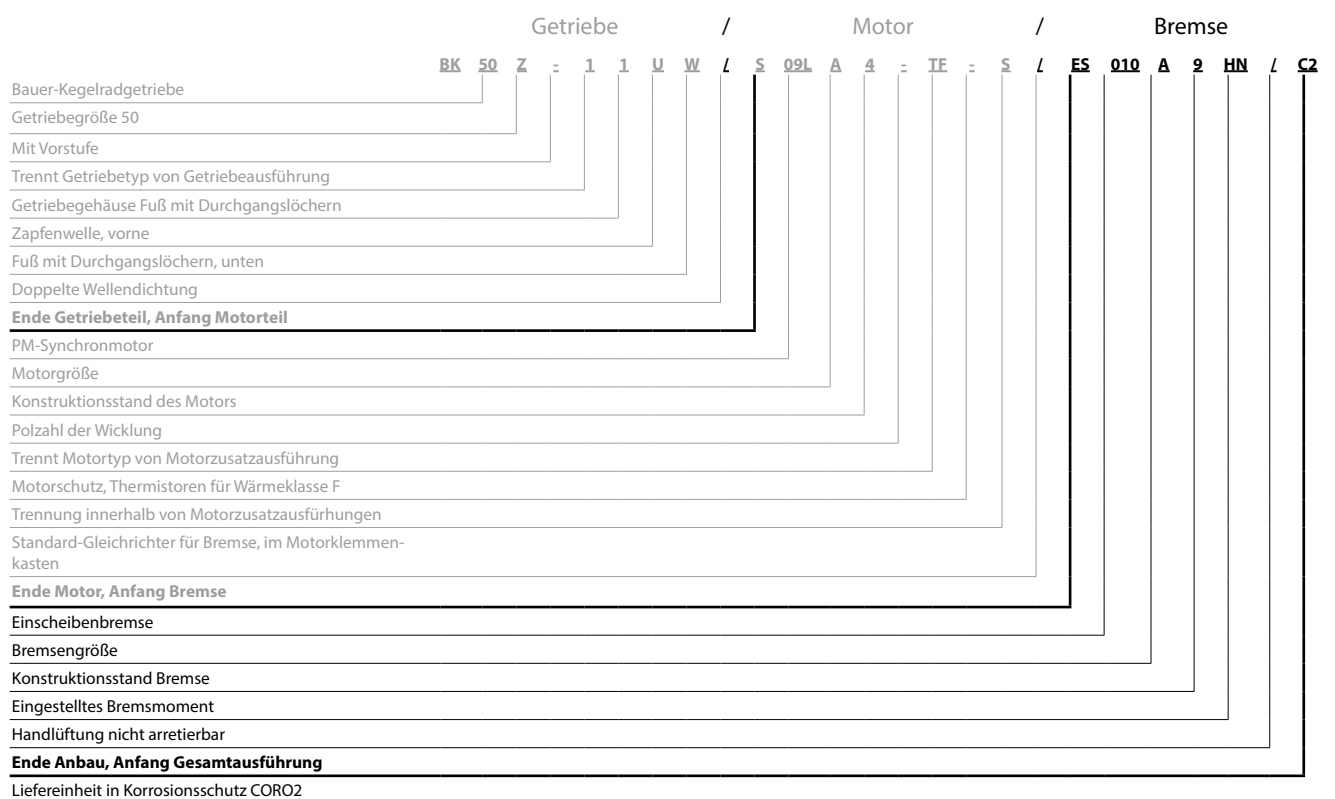 Getriebe / Motor / Bremse
BK 50 Z - 1 1 U W / S 09L A 4 - TF - S / ES 010 A 9 HN / C2
Bauer-Kegelradgetriebe
Getriebegröße 50
Mit Vorstufe
Trennt Getriebetyp von Getriebeausführung
Getriebegehäuse Fuß mit Durchgangslöchern
Zapfenwelle, vorne
Fuß mit Durchgangslöchern, unten
Doppelte Wellendichtung
Ende Getriebeteil, Anfang Motorteil
PM-Synchronmotor
Motorgröße
Konstruktionsstand des Motors
Polzahl der Wicklung
Trennt Motortyp von Motorzusatzausführung
Motorschutz, Thermistoren für Wärmeklasse F
Trennung innerhalb von Motorzusatzausfürhungen
Standard-Gleichrichter für Bremse, im Motorklemmen-
kasten
Ende Motor, Anfang Bremse
Einscheibenbremse
Bremsengröße
Konstruktionsstand Bremse
Eingestelltes Bremsmoment
Handlüftung nicht arretierbar
Ende Anbau, Anfang Gesamtausführung
Liefereinheit in Korrosionsschutz CORO2